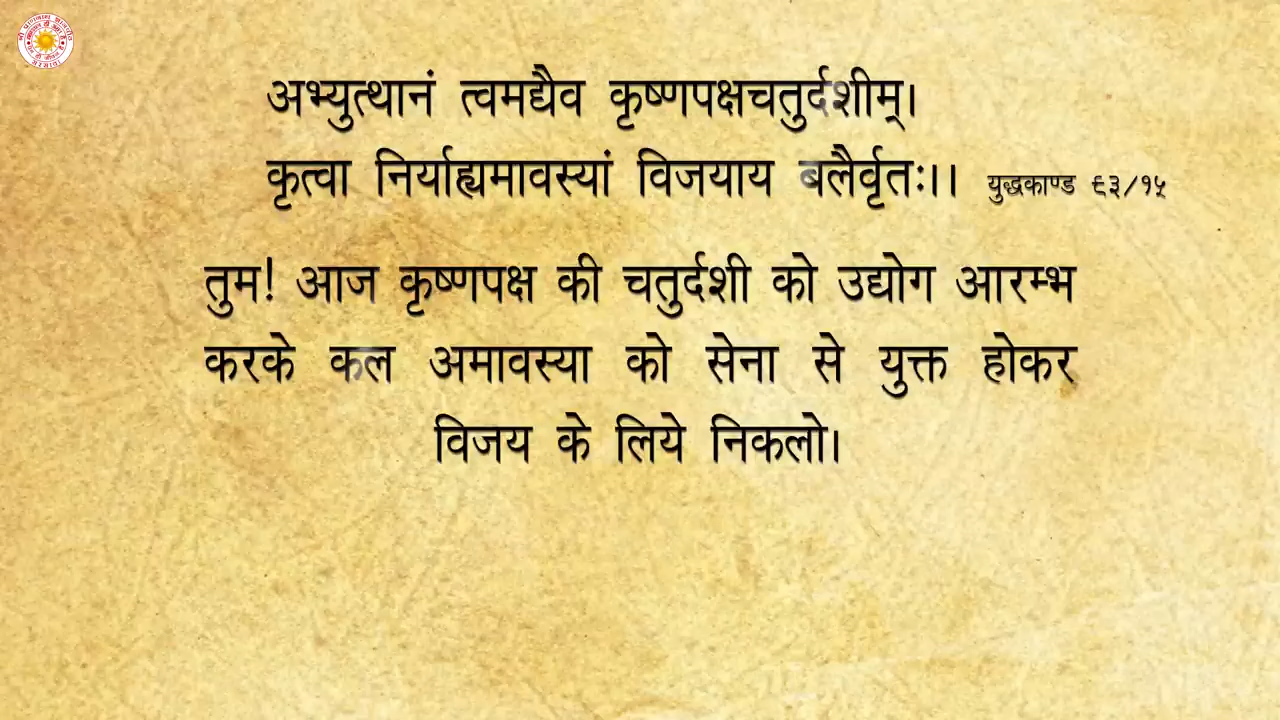 अभ्युत्थानं त्वमद्यैव कृष्णपक्षचतुर्दशीम्।
कृत्वा निर्याह्यमावस्यां विजयाय बलैर्वृतः।। युद्धकाण्ड ९३/१५
तुम! आज कृष्णपक्ष की चतुर्दशी को उद्योग आरम्भ
करके कल अमावस्या को सेना से युक्त होकर
विजय के लिये निकलो।